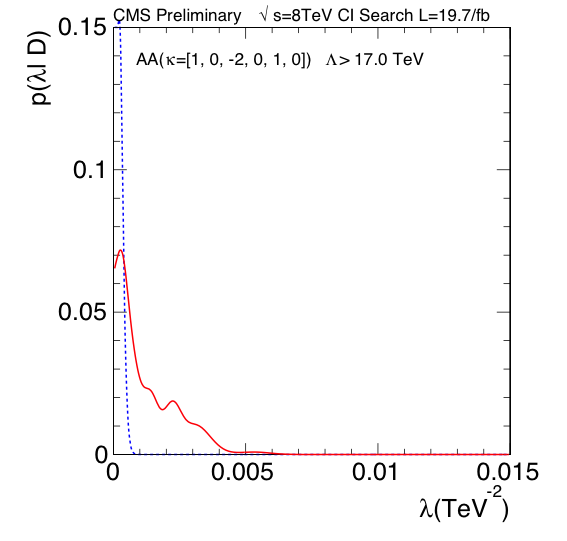 CMS Preliminary √s=8TeV CI Search L=19.7/fb
0.15
AA(κ=[1, 0, -2, 0, 1, 0]) Λ > 17.0 TeV
p(λ| D)
0.1
0.05
0
0 0.005 0.01 0.015
λ(TeV⁻²)